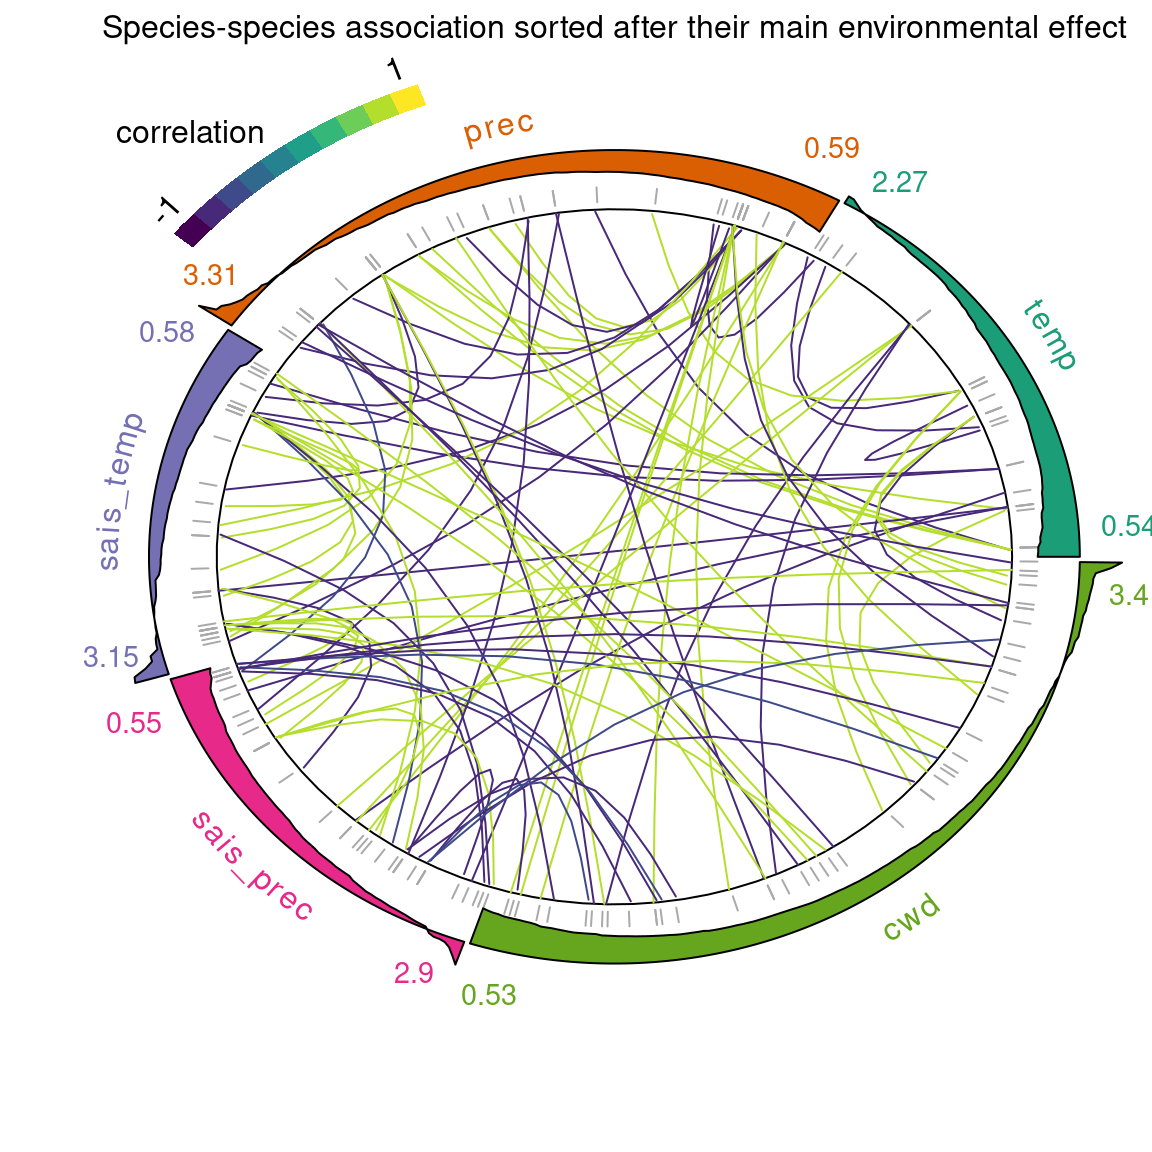 Species-species association sorted after their main environmental effect
1
correlation
-1
prec
0.59
2.27
3.31
0.58
temp
sais_temp
0.54
3.4
3.15
0.55
sais_prec
cwd
2.9
0.53